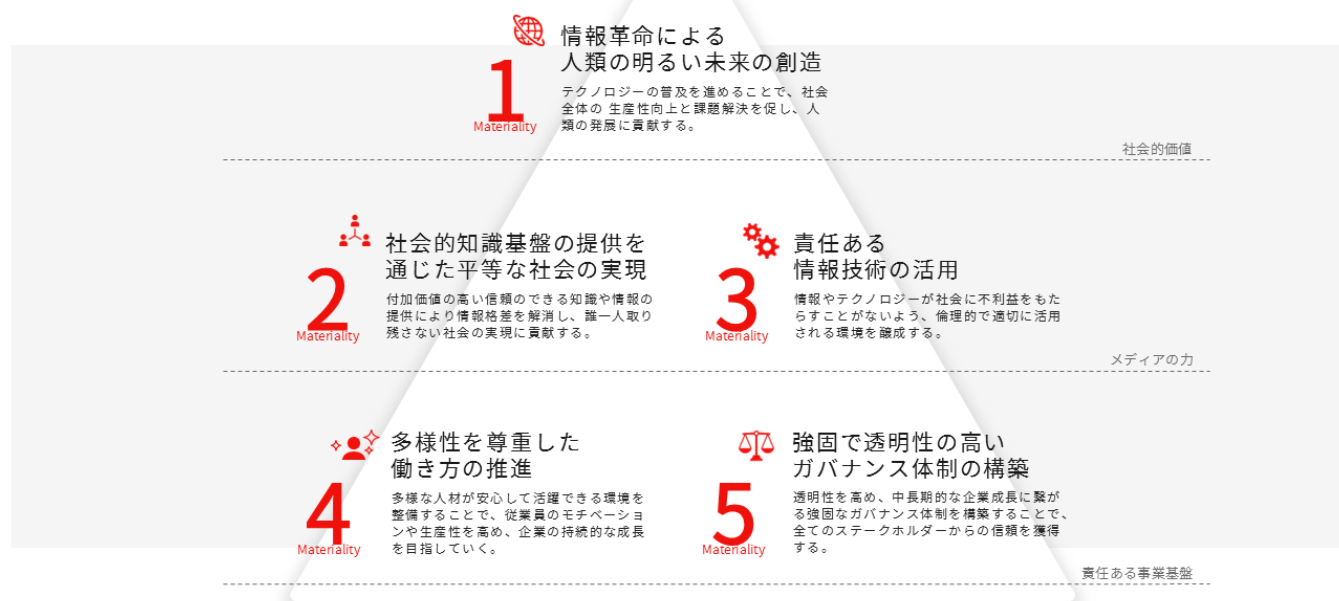 情報革命による
人類の明るい未来の創造
1
Materiality
テクノロジーの普及を進めることで、社会
全体の 生産性向上と課題解決を促し、人
類の発展に貢献する。
社会的価値
社会的知識基盤の提供を
通じた平等な社会の実現
2
Materiality
付加価値の高い信頼のできる知識や情報の
提供により情報格差を解消し、誰一人取り
残さない社会の実現に貢献する。
責任ある
情報技術の活用
3
Materiality
情報やテクノロジーが社会に不利益をもた
らすことがないよう、倫理的で適切に活用
される環境を醸成する。
メディアの力
多様性を尊重した
働き方の推進
4
Materiality
多様な人材が安心して活躍できる環境を
整備することで、従業員のモチベーショ
ンや生産性を高め、企業の持続的な成長
を目指していく。
強固で透明性の高い
ガバナンス体制の構築
5
Materiality
透明性を高め、中長期的な企業成長に繋が
る強固なガバナンス体制を構築することで、
全てのステークホルダーからの信頼を獲得
する。
責任ある事業基盤